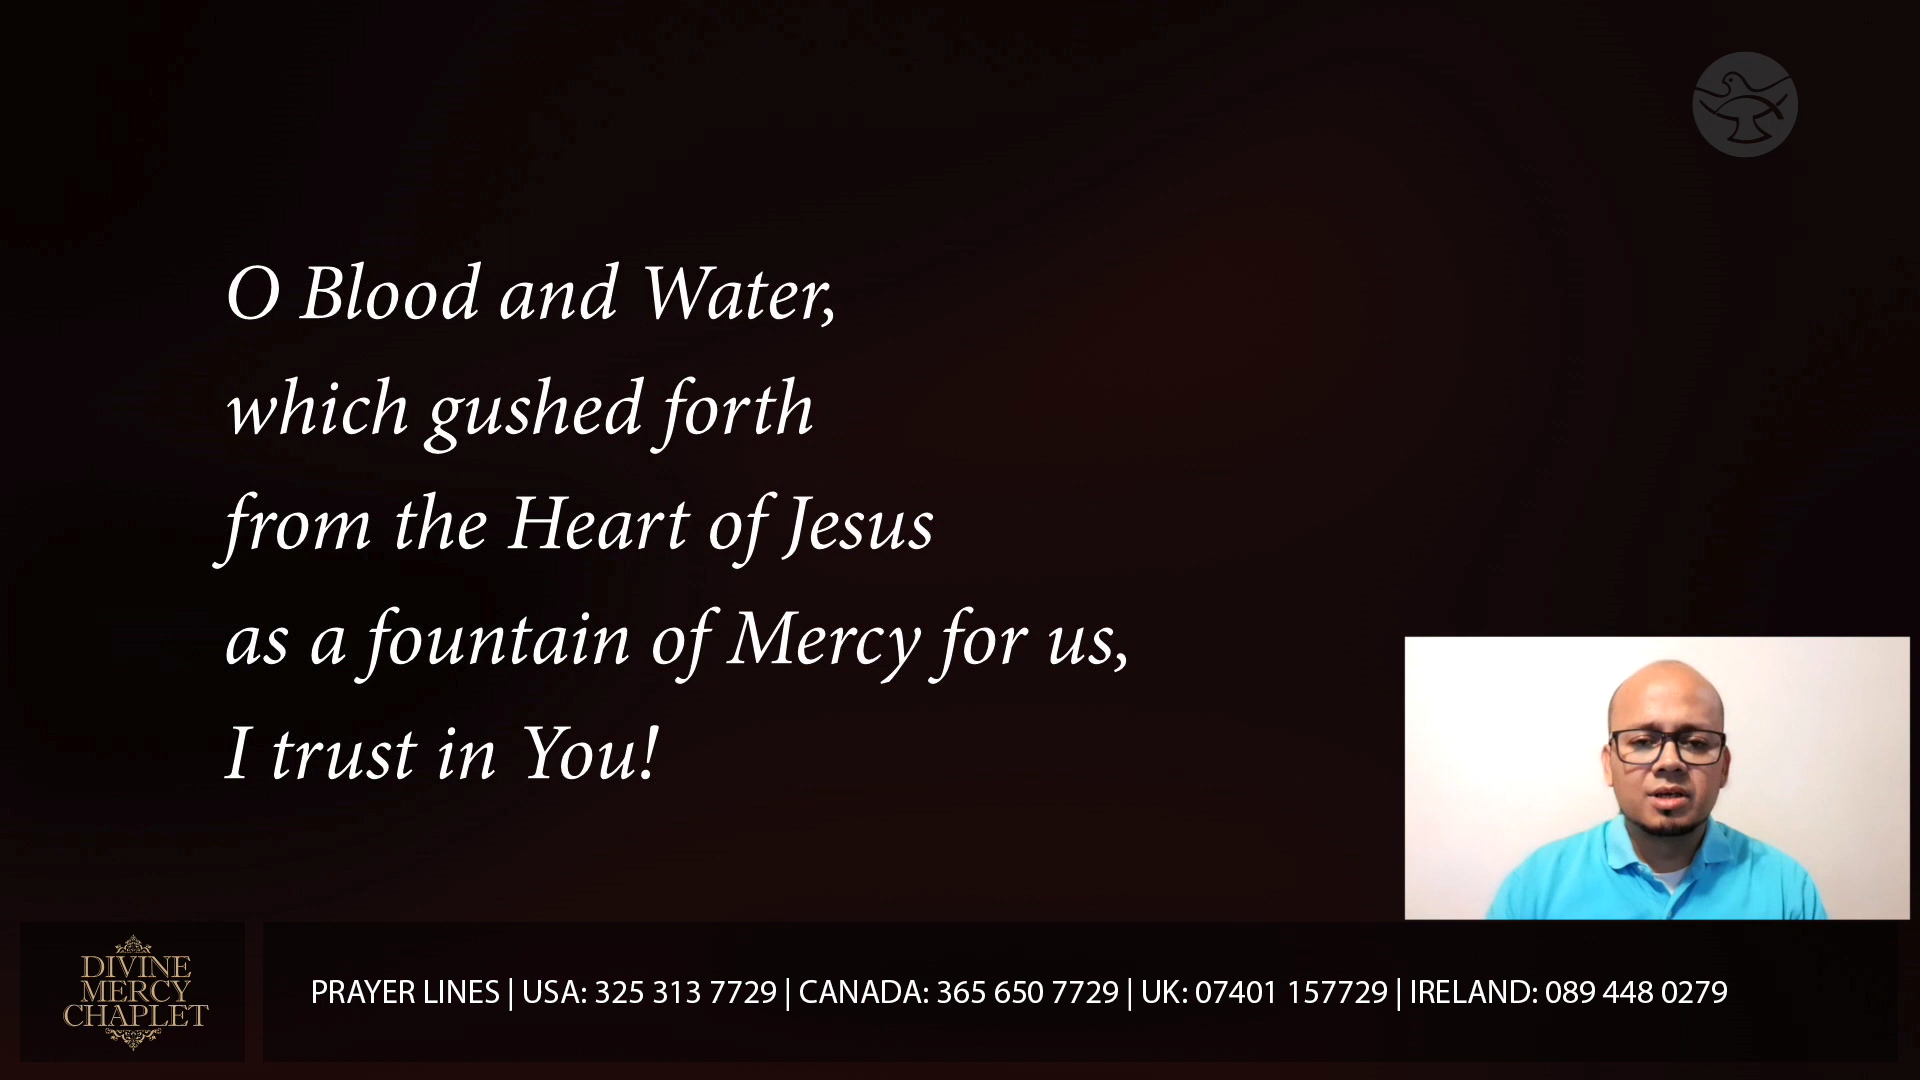 O Blood and Water,
which gushed forth
from the Heart of Jesus
as a fountain of Mercy for us,
I trust in You!
DIVINE
MERCY
CHAPLET
PRAYER LINES | USA: 325 313 7729 | CANADA: 365 650 7729 | UK: 07401 157729 | IRELAND: 089 448 0279